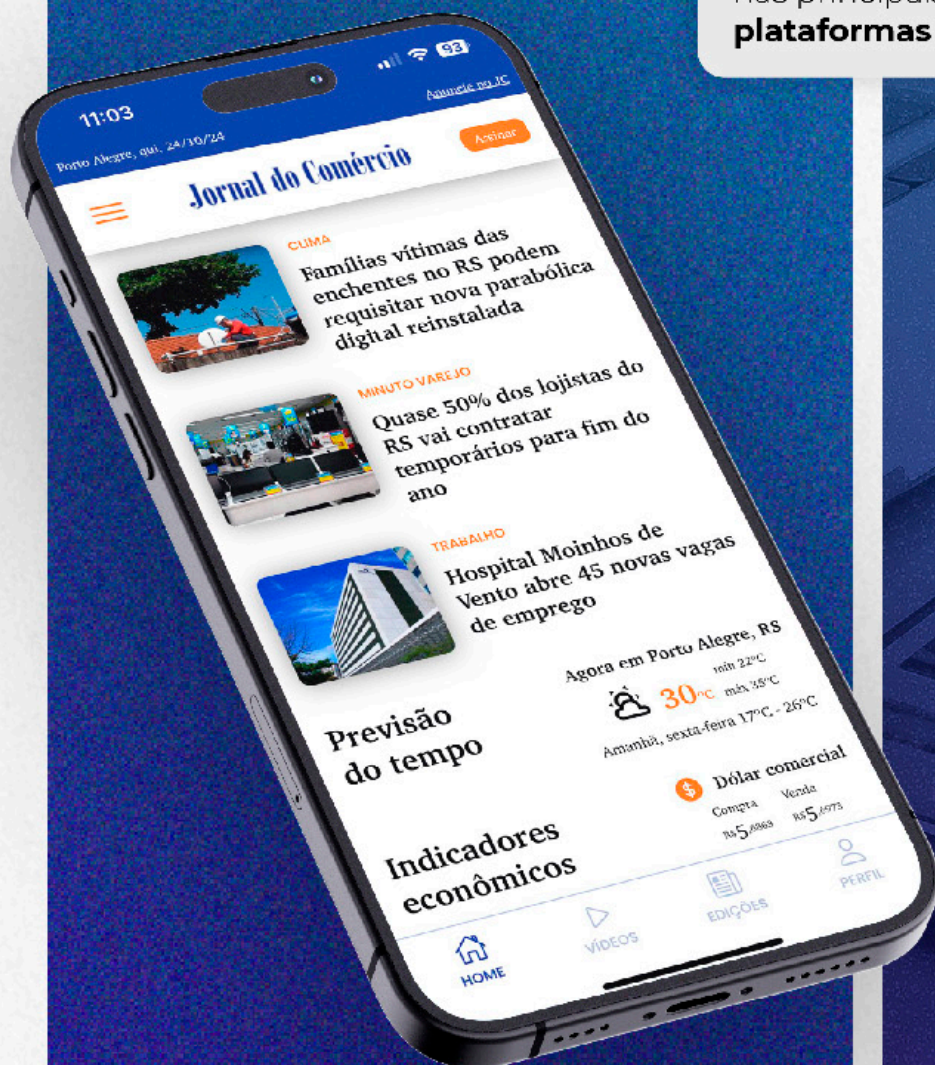 plataformas
11:03
93
Porto Alegre, qui, 24/10/24
Anuncie no JC
Jornal do Comércio
Assinar
CLIMA
Famílias vítimas das
enchentes no RS podem
requisitar nova parabólica
digital reinstalada
MINUTO VAREJO
Quase 50% dos lojistas do
RS vai contratar
temporários para fim do
ano
TRABALHO
Hospital Moinhos de
Vento abre 45 novas vagas
de emprego
Previsão
do tempo
Agora em Porto Alegre, RS
30°C
min 22°C
máx 35°C
Amanhã, sexta-feira 17°C - 26°C
Indicadores
econômicos
$ Dólar comercial
Compra Venda
HOME
VÍDEOS
EDIÇÕES
PERFIL